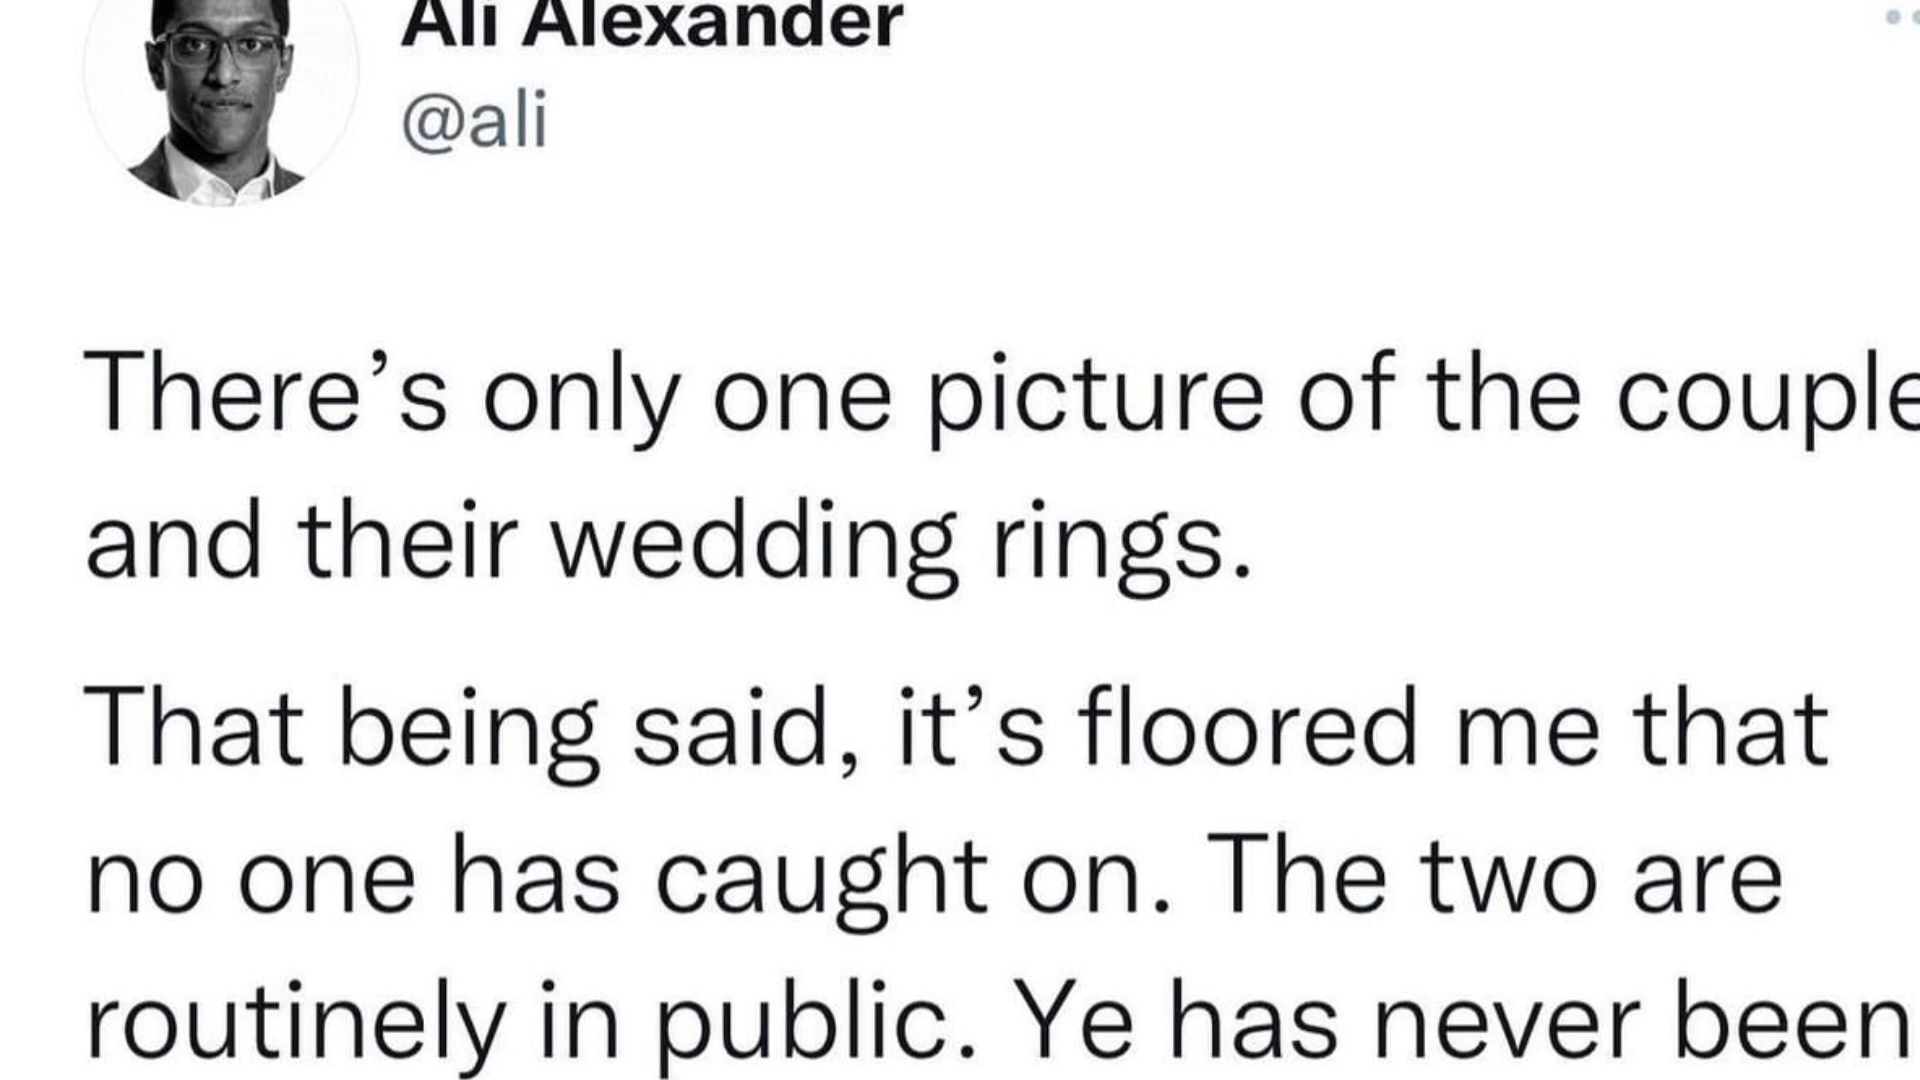 Ali Alexander
@ali
There’s only one picture of the couple
and their wedding rings.
That being said, it’s floored me that
no one has caught on. The two are
routinely in public. Ye has never been